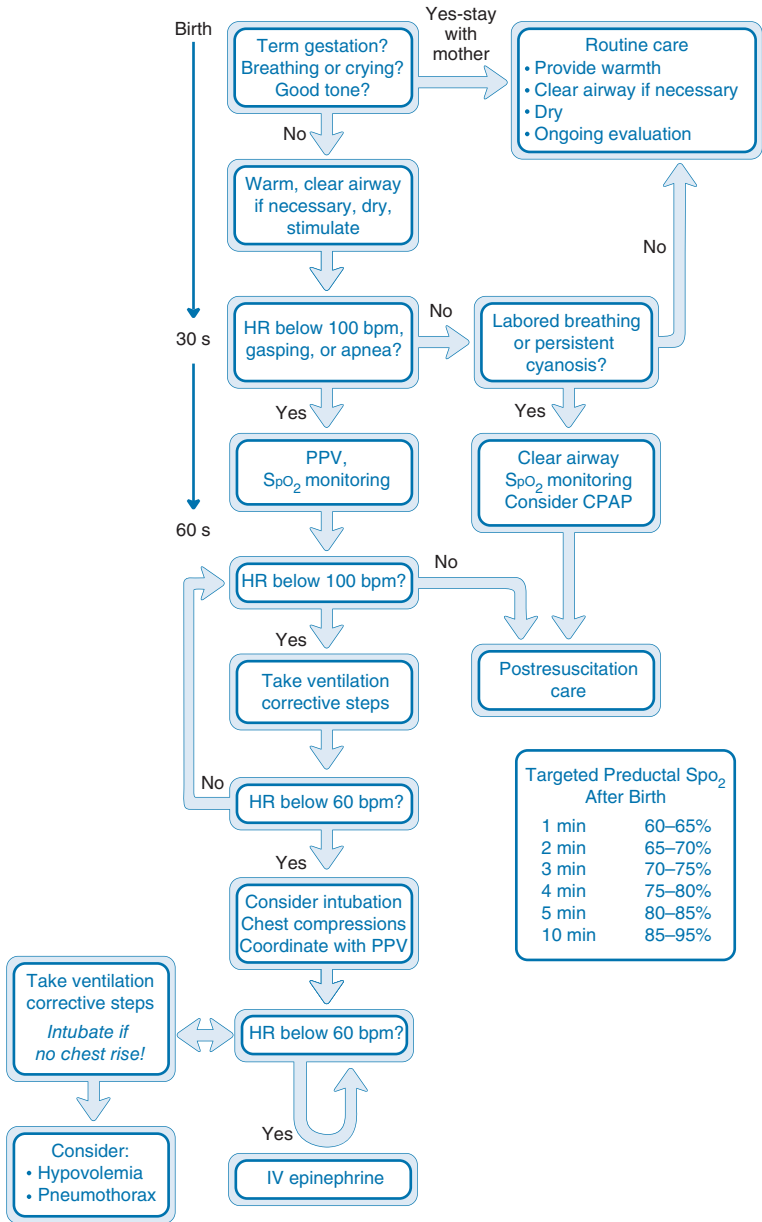 Birth
Term gestation?
Breathing or crying?
Good tone?
Yes-stay
with
mother
Routine care
• Provide warmth
• Clear airway if necessary
• Dry
• Ongoing evaluation
No
Warm, clear airway
if necessary, dry,
stimulate
No
30 s
HR below 100 bpm,
gasping, or apnea?
No
Labored breathing
or persistent
cyanosis?
Yes
Yes
PPV,
SpO2 monitoring
Clear airway
SpO2 monitoring
Consider CPAP
60 s
HR below 100 bpm?
No
Yes
Take ventilation
corrective steps
Postresuscitation
care
No
HR below 60 bpm?
Yes
Targeted Preductal Spo2
After Birth
1 min 60–65%
2 min 65–70%
3 min 70–75%
4 min 75–80%
5 min 80–85%
10 min 85–95%
Consider intubation
Chest compressions
Coordinate with PPV
Take ventilation
corrective steps
Intubate if
no chest rise!
HR below 60 bpm?
Yes
IV epinephrine
Consider:
• Hypovolemia
• Pneumothorax